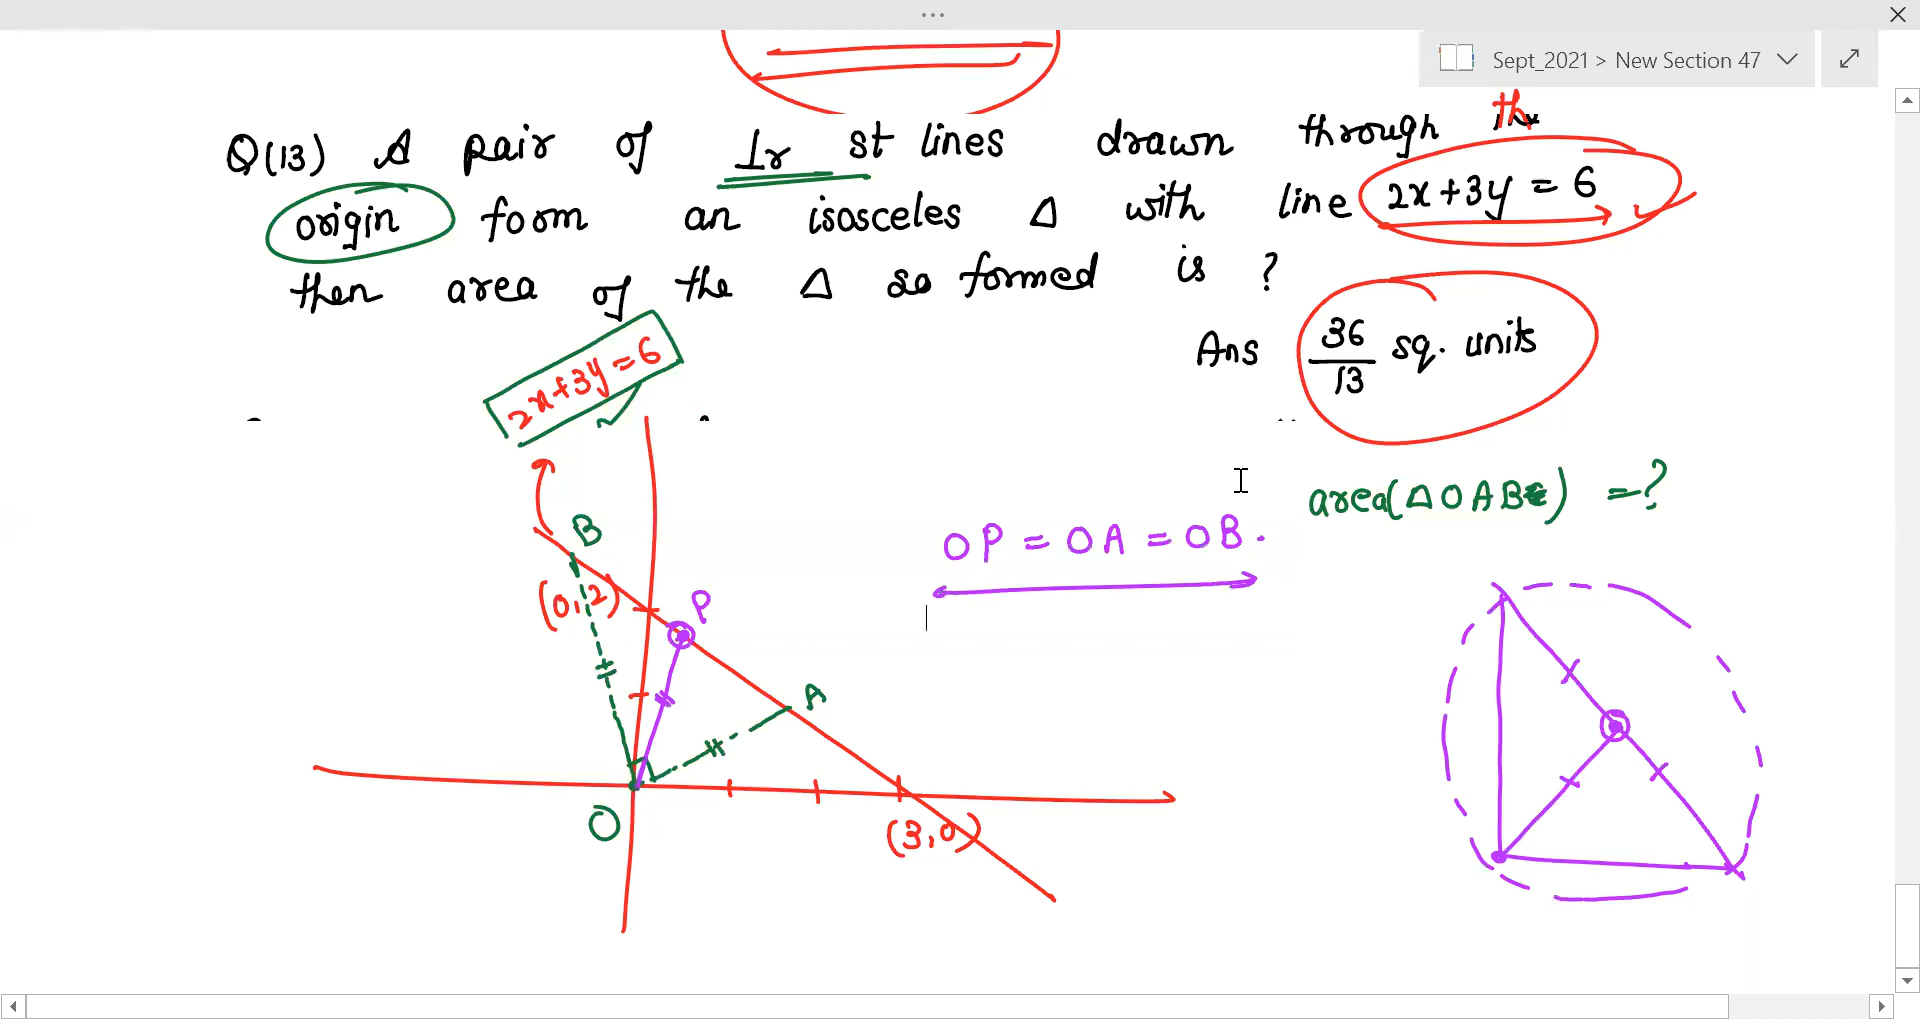 Sept_2021 > New Section 47
Q(13) A pair of ⊥r st lines drawn through the
origin form an isosceles Δ with line 2x+3y = 6
then area of the Δ so formed is ?
Ans 36/13 sq. units
2x+3y=6
area(ΔOAB) =?
OP = OA = OB.
B
(0,2)
P
A
O
(3,0)